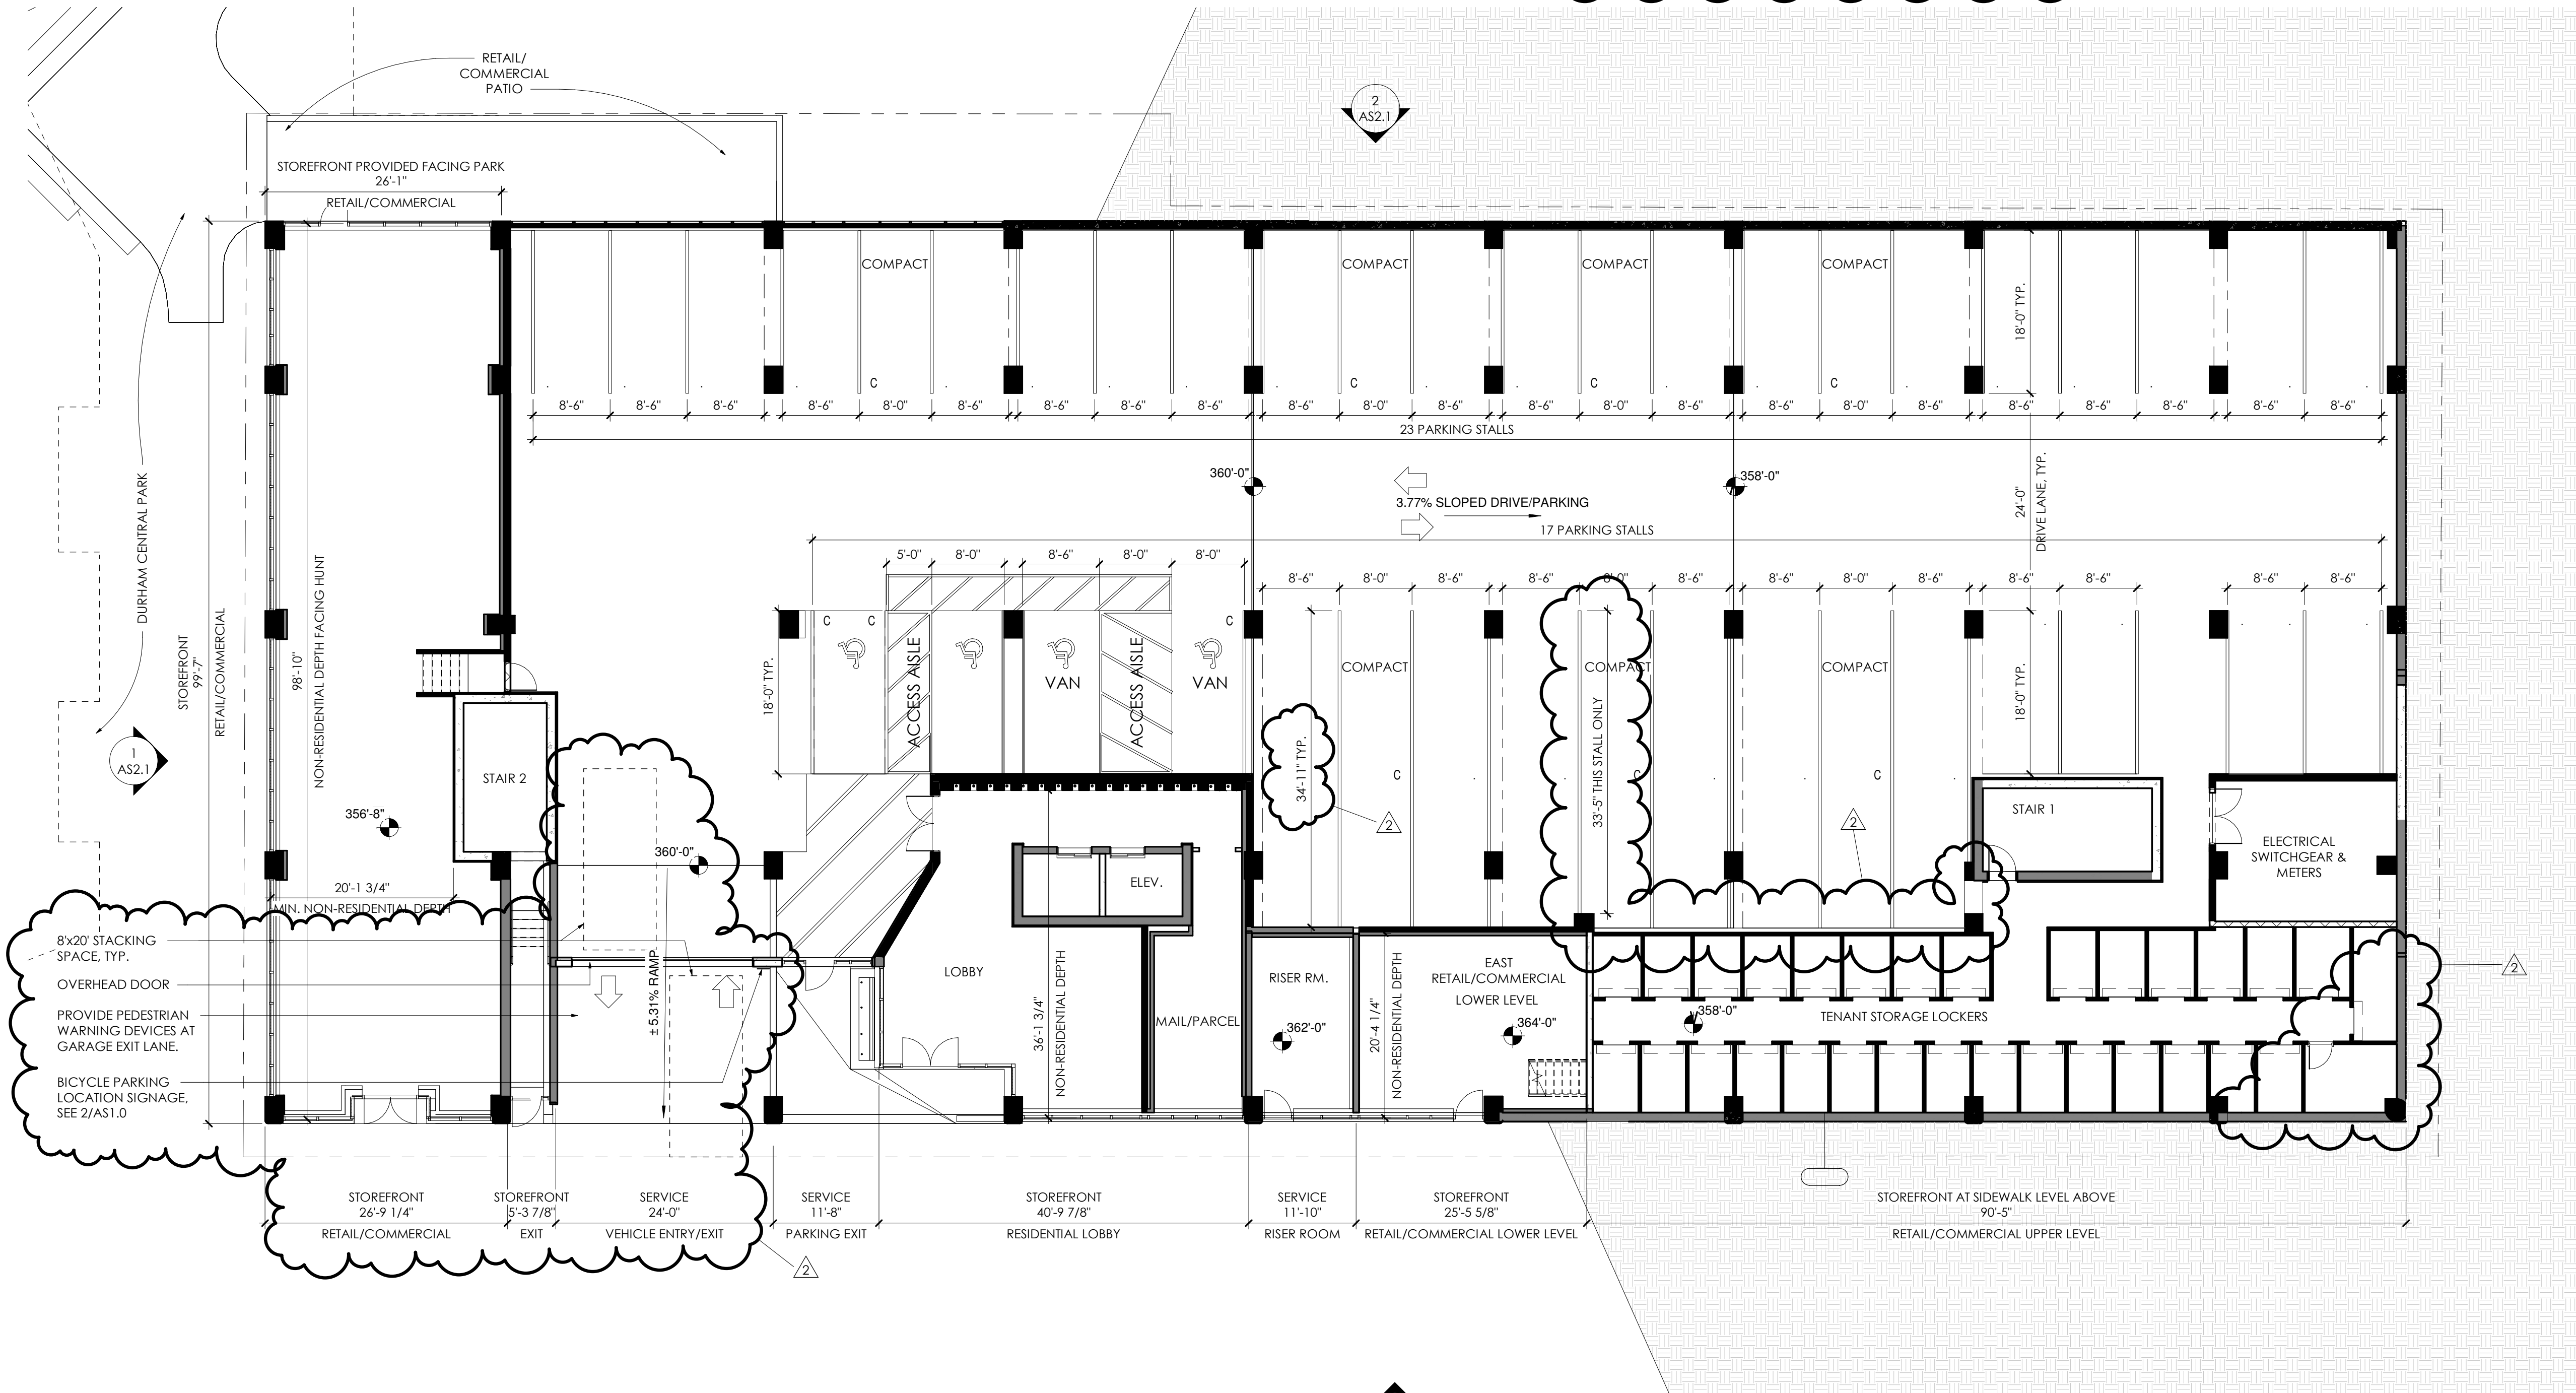 RETAIL/
COMMERCIAL
PATIO
2
AS2.1
STOREFRONT PROVIDED FACING PARK
26'-1"
RETAIL/COMMERCIAL
COMPACT
COMPACT
COMPACT
COMPACT
18'-0" TYP.
C
C
C
C
8'-6"
8'-6"
8'-6"
8'-6"
8'-0"
8'-6"
8'-6"
8'-6"
8'-6"
8'-6"
8'-0"
8'-6"
8'-6"
8'-0"
8'-6"
8'-6"
8'-0"
8'-6"
8'-6"
8'-6"
8'-6"
8'-6"
8'-6"
23 PARKING STALLS
360'-0"
358'-0"
3.77% SLOPED DRIVE/PARKING
17 PARKING STALLS
24'-0"
DRIVE LANE, TYP.
DURHAM CENTRAL PARK
STOREFRONT
99'-7"
RETAIL/COMMERCIAL
98'-10"
NON-RESIDENTIAL DEPTH FACING HUNT
5'-0"
8'-0"
8'-6"
8'-0"
8'-0"
8'-6"
8'-0"
8'-6"
8'-6"
8'-0"
8'-6"
8'-6"
8'-0"
8'-6"
8'-6"
8'-6"
8'-6"
8'-6"
C
C
C
18'-0" TYP.
ACCESS AISLE
VAN
ACCESS AISLE
VAN
COMPACT
COMPACT
COMPACT
18'-0" TYP.
34'-11" TYP.
33'-5" THIS STALL ONLY
C
C
C
2
2
1
AS2.1
STAIR 2
356'-8"
360'-0"
STAIR 1
ELECTRICAL
SWITCHGEAR &
METERS
ELEV.
20'-1 3/4"
MIN. NON-RESIDENTIAL DEPTH
8'x20' STACKING
SPACE, TYP.
OVERHEAD DOOR
PROVIDE PEDESTRIAN
WARNING DEVICES AT
GARAGE EXIT LANE.
BICYCLE PARKING
LOCATION SIGNAGE,
SEE 2/AS1.0
± 5.31% RAMP
LOBBY
36'-1 3/4"
NON-RESIDENTIAL DEPTH
MAIL/PARCEL
RISER RM.
362'-0"
20'-4 1/4"
NON-RESIDENTIAL DEPTH
EAST
RETAIL/COMMERCIAL
LOWER LEVEL
364'-0"
358'-0"
TENANT STORAGE LOCKERS
2
STOREFRONT
26'-9 1/4"
RETAIL/COMMERCIAL
STOREFRONT
5'-3 7/8"
EXIT
SERVICE
24'-0"
VEHICLE ENTRY/EXIT
SERVICE
11'-8"
PARKING EXIT
STOREFRONT
40'-9 7/8"
RESIDENTIAL LOBBY
SERVICE
11'-10"
RISER ROOM
STOREFRONT
25'-5 5/8"
RETAIL/COMMERCIAL LOWER LEVEL
STOREFRONT AT SIDEWALK LEVEL ABOVE
90'-5"
RETAIL/COMMERCIAL UPPER LEVEL
2